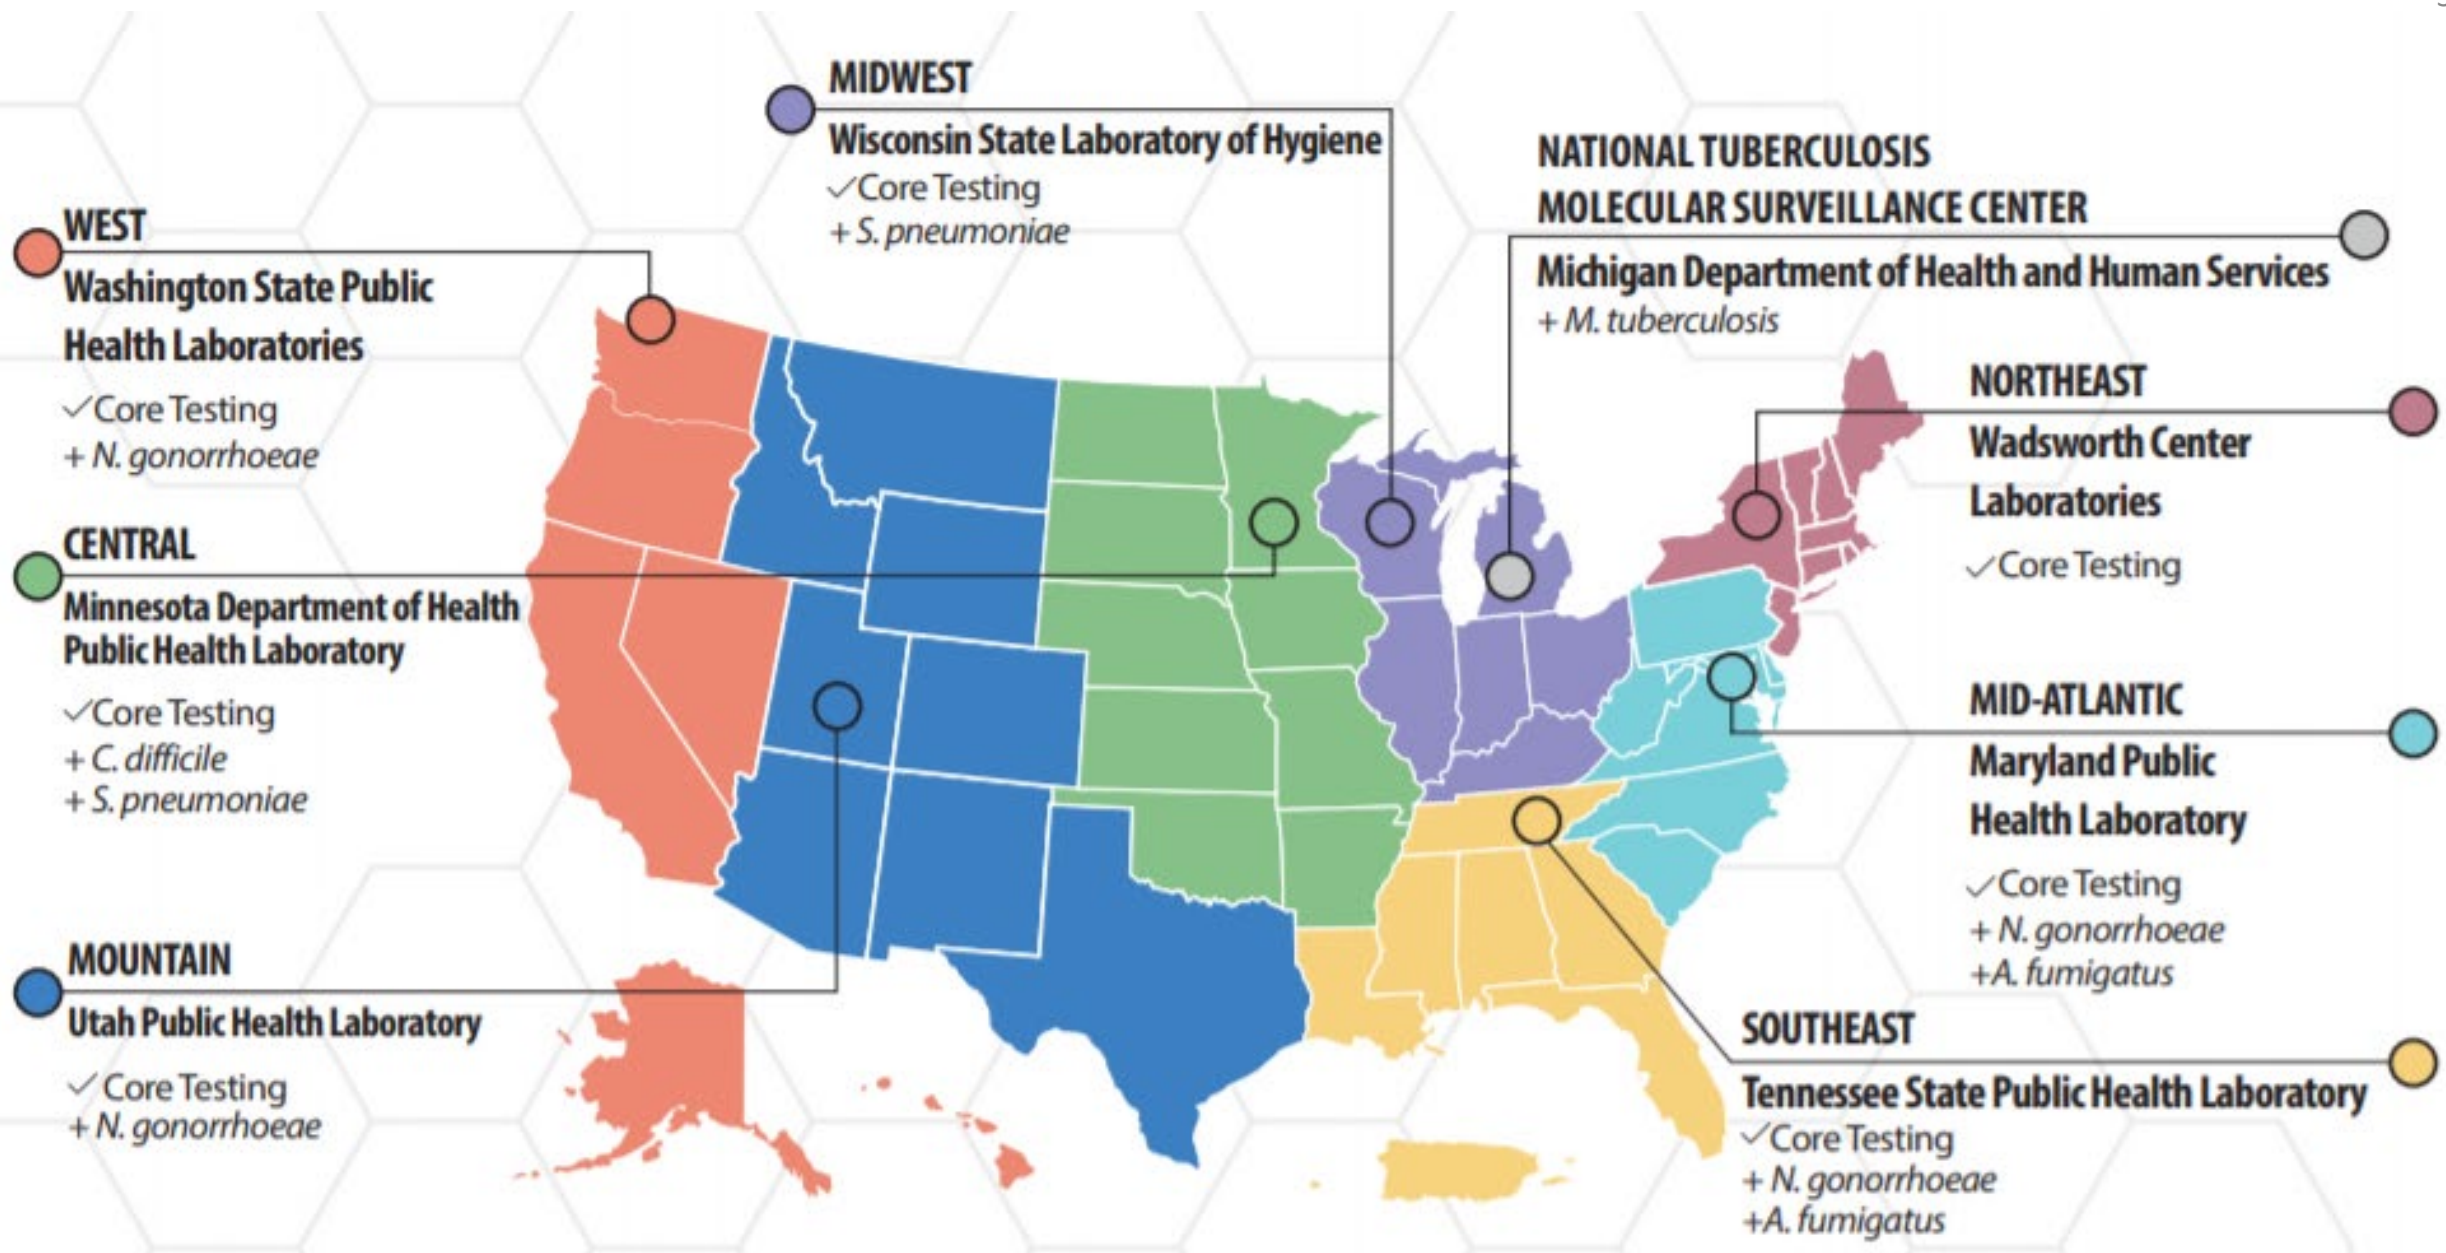 MIDWEST
Wisconsin State Laboratory of Hygiene
✓Core Testing
+ S. pneumoniae
NATIONAL TUBERCULOSIS
MOLECULAR SURVEILLANCE CENTER
Michigan Department of Health and Human Services
+ M. tuberculosis
WEST
Washington State Public
Health Laboratories
✓Core Testing
+ N. gonorrhoeae
NORTHEAST
Wadsworth Center
Laboratories
✓Core Testing
CENTRAL
Minnesota Department of Health
Public Health Laboratory
✓Core Testing
+ C. difficile
+ S. pneumoniae
MID-ATLANTIC
Maryland Public
Health Laboratory
✓Core Testing
+ N. gonorrhoeae
+A. fumigatus
MOUNTAIN
Utah Public Health Laboratory
✓ Core Testing
+ N. gonorrhoeae
SOUTHEAST
Tennessee State Public Health Laboratory
✓Core Testing
+ N. gonorrhoeae
+A. fumigatus